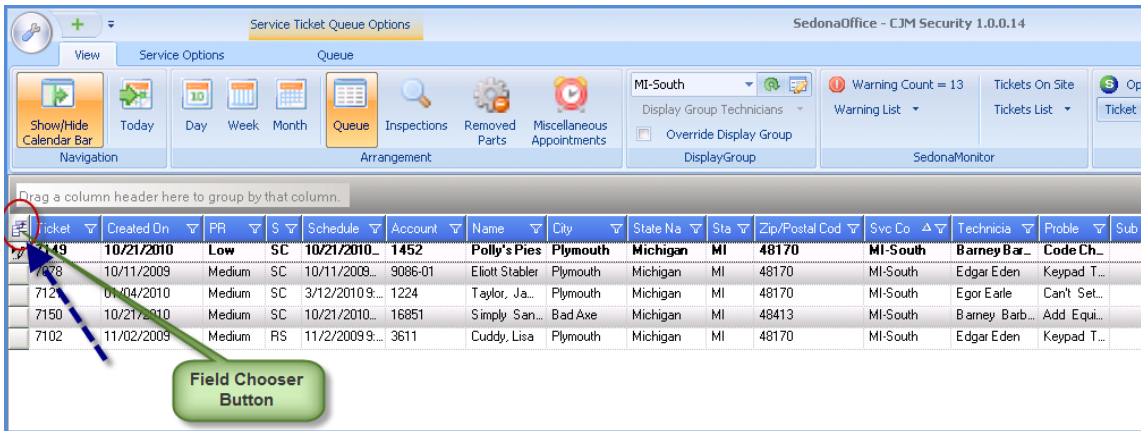 Service Ticket Queue Options
SedonaOffice - CJM Security 1.0.0.14
View Service Options Queue
10
Show/Hide Calendar Bar
Today
Day
Week
Month
Queue
Inspections
Removed Parts
Miscellaneous Appointments
MI-South
Display Group Technicians
Override Display Group
Warning Count = 13
Warning List
Tickets On Site
Tickets List
S Op
Ticket
Navigation Arrangement DisplayGroup SedonaMonitor
Drag a column header here to group by that column.
Ticket Created On PR S Schedule Account Name City State Na Sta Zip/Postal Cod Svc Co Technicia Proble Sub
7149 10/21/2010 Low SC 10/21/2010... 1452 Polly's Pies Plymouth Michigan MI 48170 MI-South Barney Bar... Code Ch...
7078 10/11/2009 Medium SC 10/11/2009... 9086-01 Eliott Stabler Plymouth Michigan MI 48170 MI-South Edgar Eden Keypad T...
01/04/2010 Medium SC 3/12/2010 9:... 1224 Taylor, Ja... Plymouth Michigan MI 48170 MI-South Egor Earle Can't Set...
7150 10/21/2010 Medium SC 10/21/2010... 16851 Simply San... Bad Axe Michigan MI 48413 MI-South Barney Barb... Add Equi...
7102 11/02/2009 Medium RS 11/2/2009 9:... 3611 Cuddy, Lisa Plymouth Michigan MI 48170 MI-South Edgar Eden Keypad T...
Field Chooser
Button